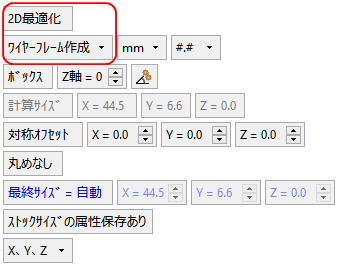 2D最適化
ﾜｲﾔｰﾌﾚｰﾑ作成 mm #.#
ﾎﾞｯｸｽ Z軸 = 0
計算ｻｲｽﾞ X = 44.5 Y = 6.6 Z = 0.0
対称ｵﾌｾｯﾄ X = 0.0 Y = 0.0 Z = 0.0
丸めなし
最終ｻｲｽﾞ = 自動 X = 44.5 Y = 6.6 Z = 0.0
ｽﾄｯｸｻｲｽﾞの属性保存あり
X、Y、Z